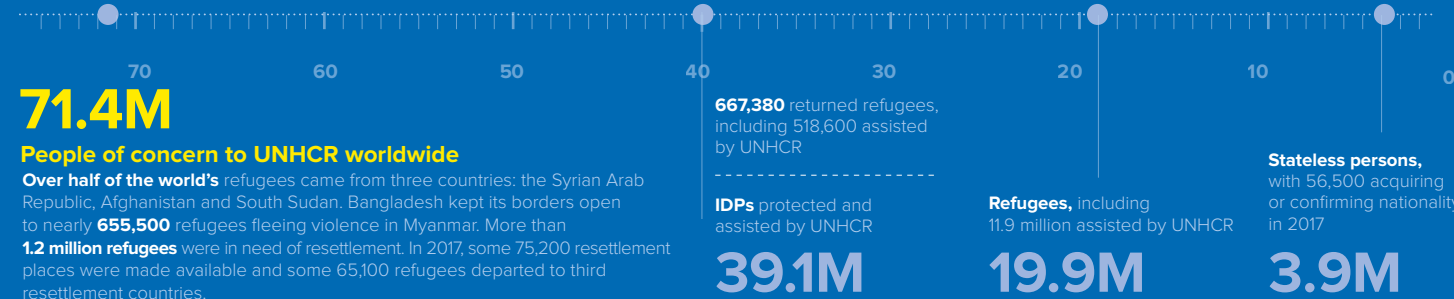 70 60 50 40 30 20 10 0
71.4M
People of concern to UNHCR worldwide
Over half of the world's refugees came from three countries: the Syrian Arab
Republic, Afghanistan and South Sudan. Bangladesh kept its borders open
to nearly 655,500 refugees fleeing violence in Myanmar. More than
1.2 million refugees were in need of resettlement. In 2017, some 75,200 resettlement
places were made available and some 65,100 refugees departed to third
resettlement countries.
667,380 returned refugees,
including 518,600 assisted
by UNHCR
IDPs protected and
assisted by UNHCR
39.1M
Refugees, including
11.9 million assisted by UNHCR
19.9M
Stateless persons,
with 56,500 acquiring
or confirming nationality
in 2017
3.9M